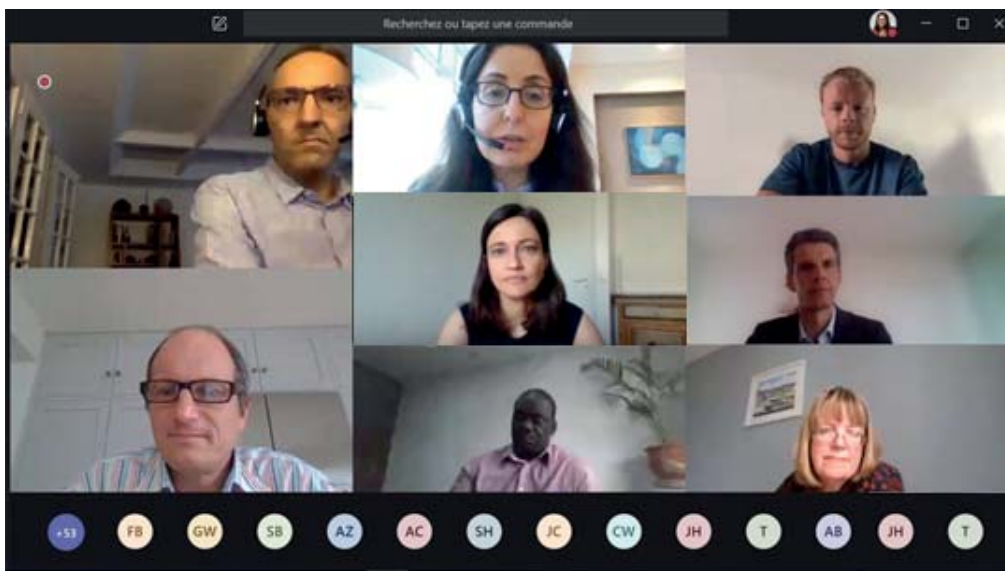 Recherchez ou tapez une commande
+53 FB GW SB AZ AC SH JC CW JH T AB JH T